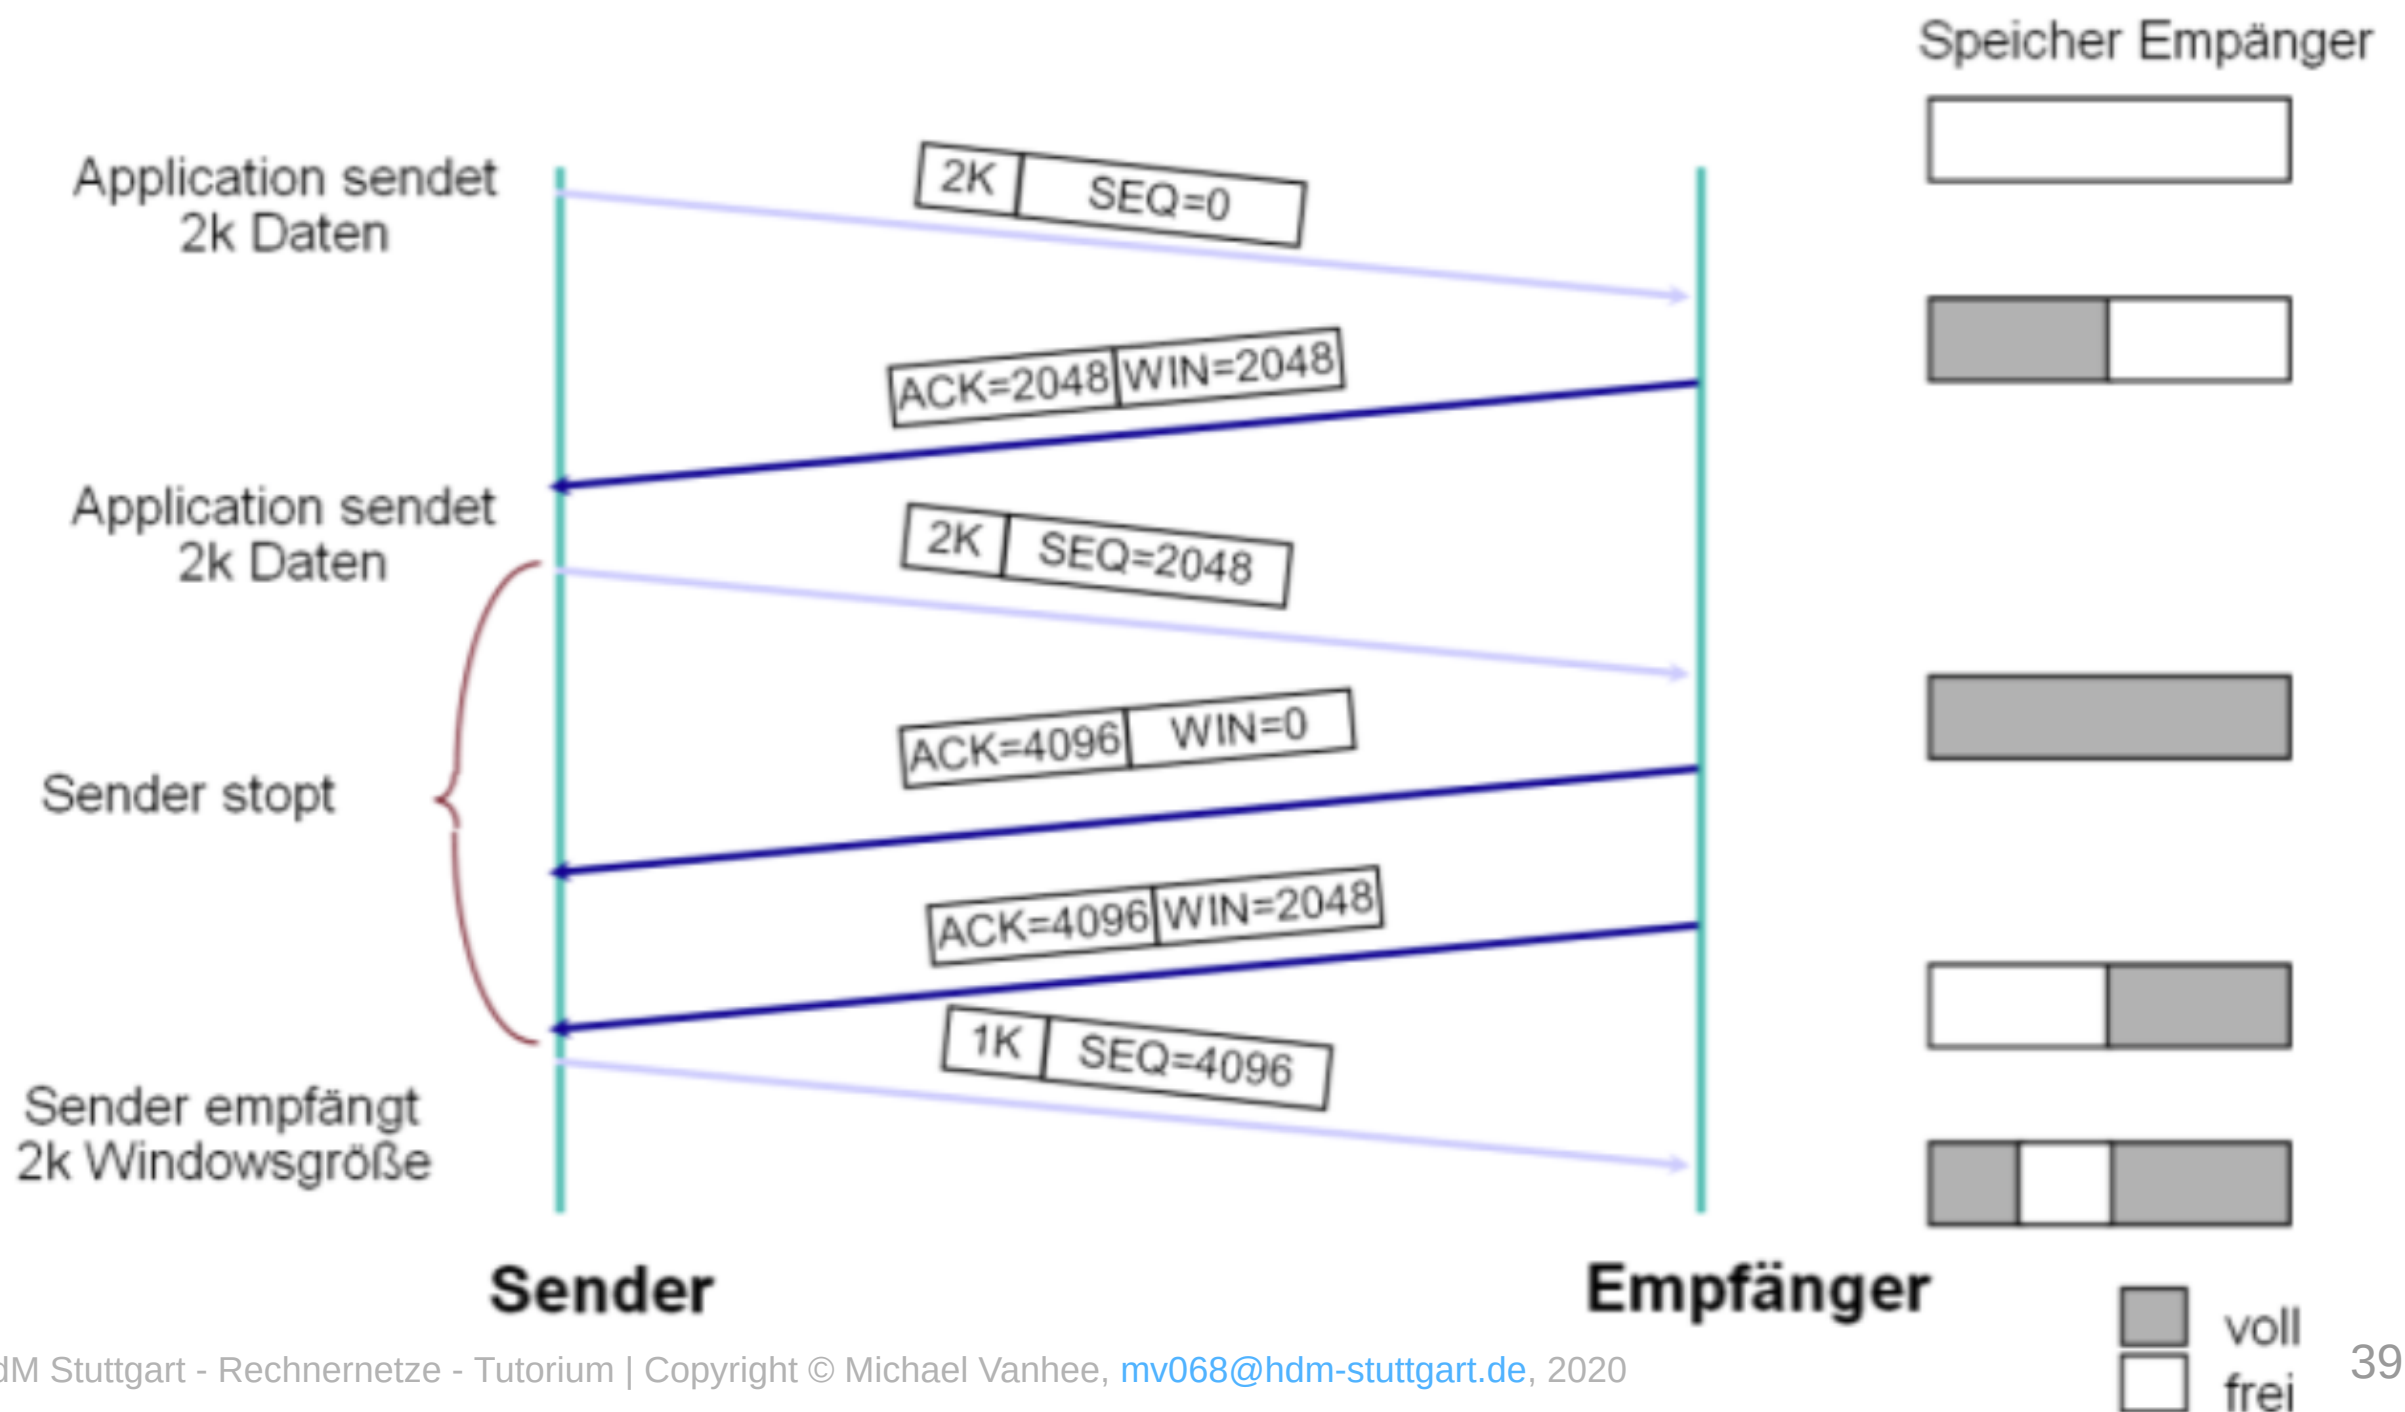 Speicher Empänger
Application sendet
2k Daten
2K SEQ=0
ACK=2048 WIN=2048
Application sendet
2k Daten
2K SEQ=2048
ACK=4096 WIN=0
Sender stopt
ACK=4096 WIN=2048
1K SEQ=4096
Sender empfängt
2k Windowsgröße
Sender
Empfänger
voll
frei
dM Stuttgart - Rechnernetze - Tutorium | Copyright © Michael Vanhee, mv068@hdm-stuttgart.de, 2020
39